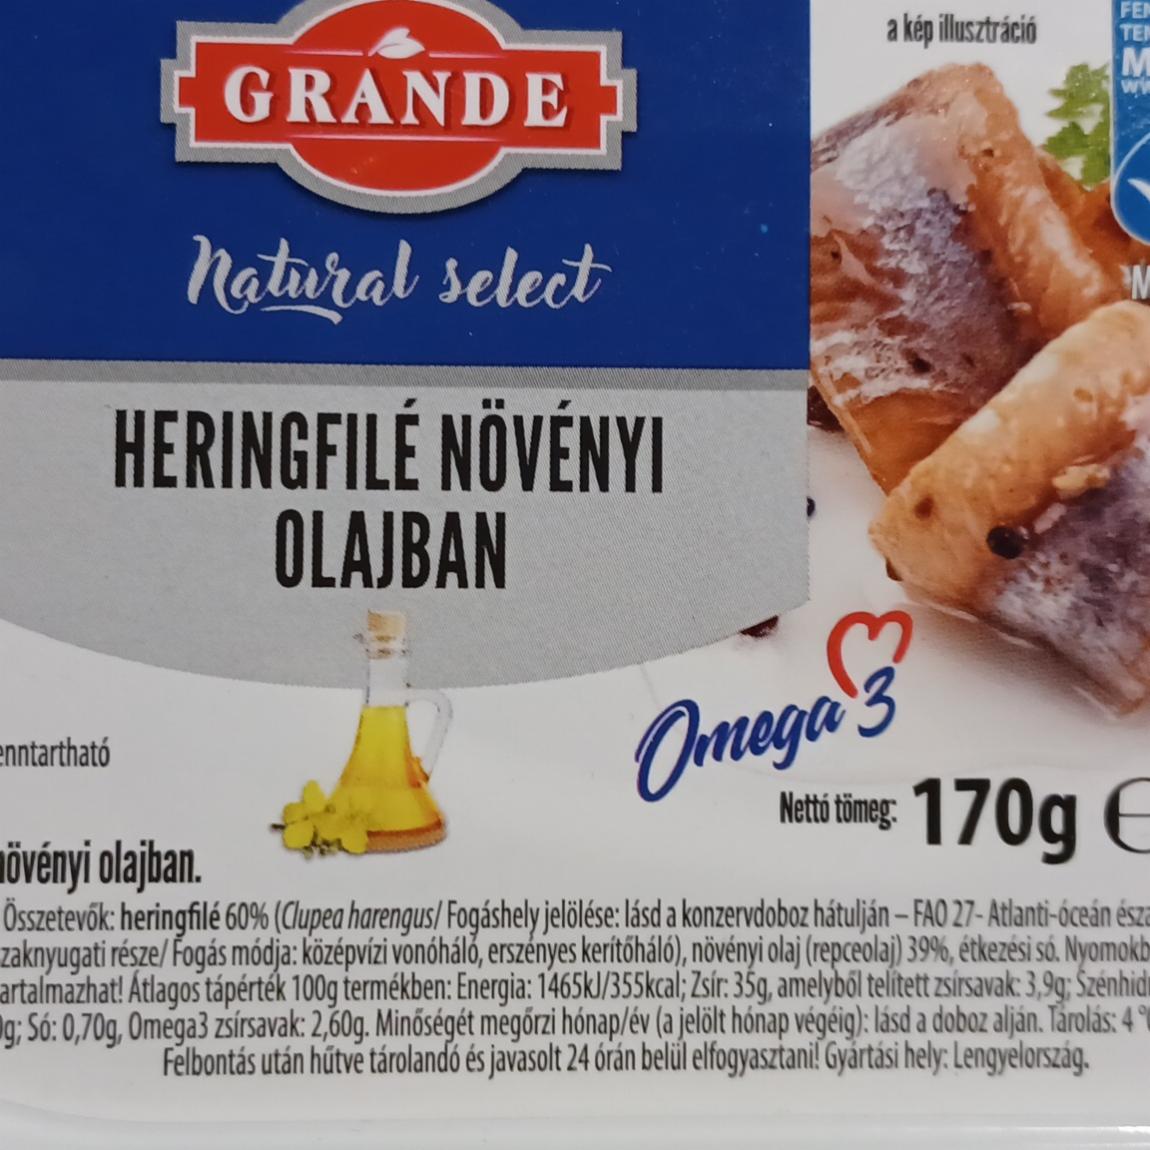 a kép illusztráció
GRANDE
Natural select
HERINGFILÉ NÖVÉNYI
OLAJBAN
Omega 3
enntartható
Nettó tömeg: 170g e
növényi olajban.
Összetevők: heringfilé 60% (Clupea harengus/ Fogáshely jelölése: lásd a konzervdoboz hátulján – FAO 27- Atlanti-óceán észa
zaknyugati része/ Fogás módja: középvízi vonóháló, erszényes kerítőháló), növényi olaj (repceolaj) 39%, étkezési só. Nyomokb
artalmazhat! Átlagos tápérték 100g termékben: Energia: 1465kJ/355kcal; Zsír: 35g, amelyből telített zsírsavak: 3,9g; Szénhid
0g; Só: 0,70g, Omega3 zsírsavak: 2,60g. Minőségét megőrzi hónap/év (a jelölt hónap végéig): lásd a doboz alján. Tárolás: 4 °
Felbontás után hűtve tárolandó és javasolt 24 órán belül elfogyasztani! Gyártási hely: Lengyelország.